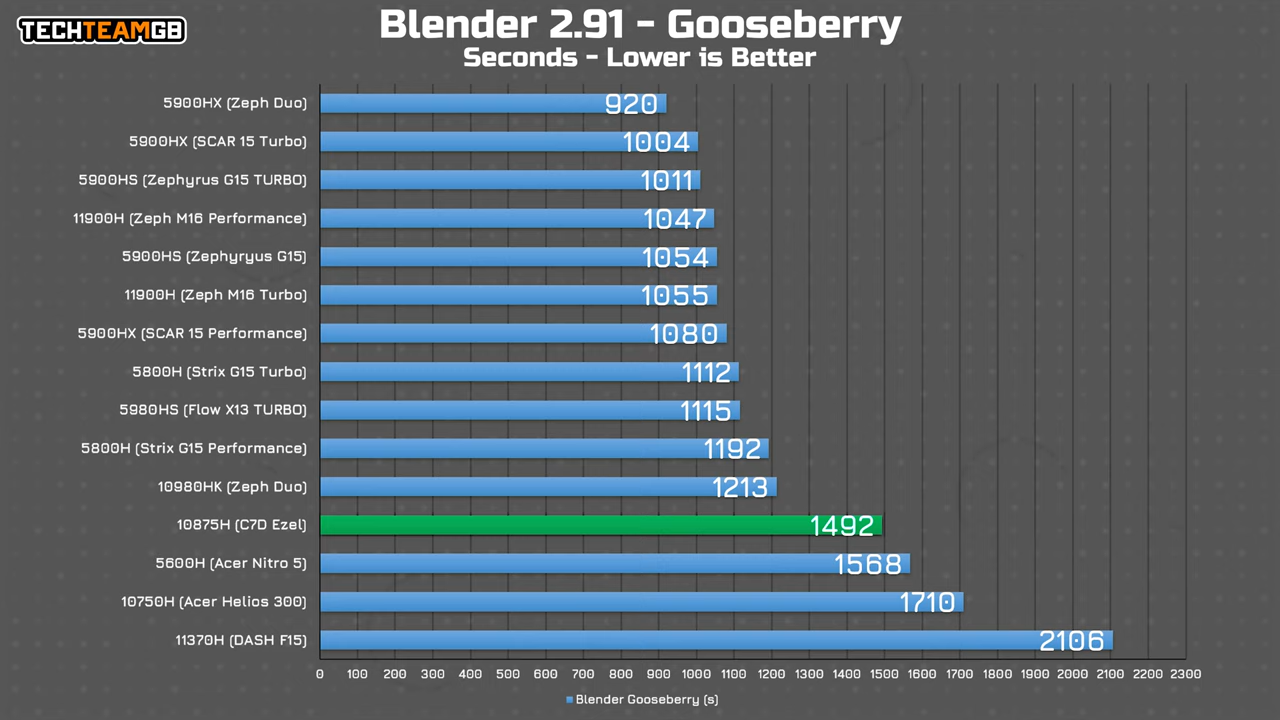 TECHTEAMGB
Blender 2.91 - Gooseberry
Seconds - Lower is Better
5900HX (Zeph Duo) 920
5900HX (SCAR 15 Turbo) 1004
5900HS (Zephyrus G15 TURBO) 1011
11900H (Zeph M16 Performance) 1047
5900HS (Zephyryus G15) 1054
11900H (Zeph M16 Turbo) 1055
5900HX (SCAR 15 Performance) 1080
5800H (Strix G15 Turbo) 1112
5980HS (Flow X13 TURBO) 1115
5800H (Strix G15 Performance) 1192
10980HK (Zeph Duo) 1213
10875H (C7D Ezel) 1492
5600H (Acer Nitro 5) 1568
10750H (Acer Helios 300) 1710
11370H (DASH F15) 2106
0 100 200 300 400 500 600 700 800 900 1000 1100 1200 1300 1400 1500 1600 1700 1800 1900 2000 2100 2200 2300
Blender Gooseberry (s)